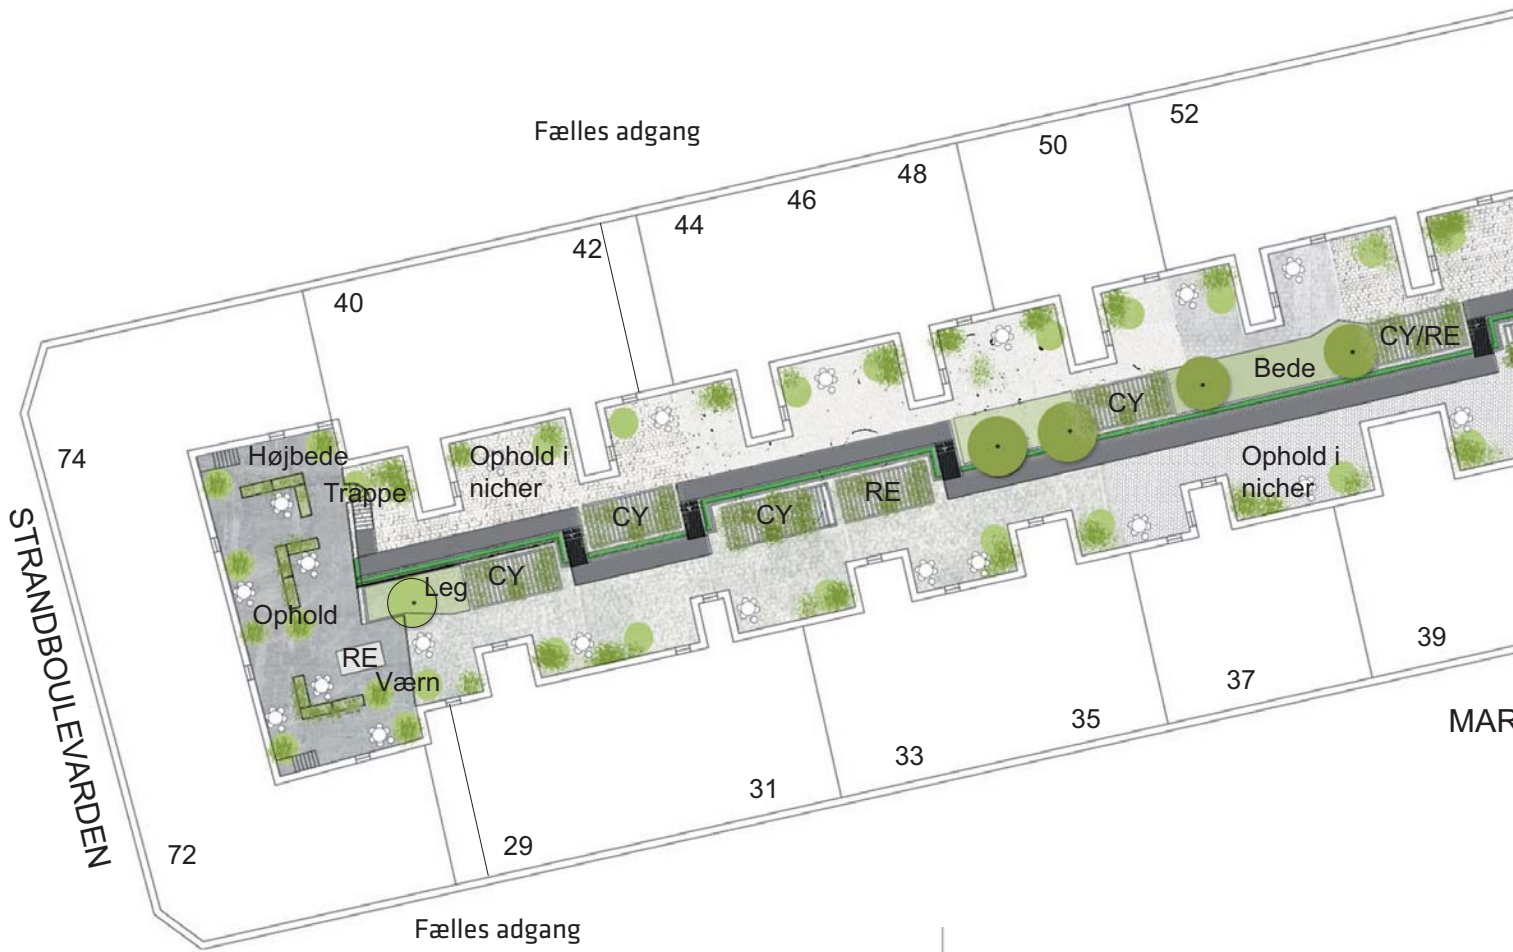 Fælles adgang
52
50
48
46
44
42
40
74
Højbede
Trappe
Ophold i
nicher
CY/RE
Bede
CY
RE
CY
CY
Ophold i
nicher
Leg
CY
Ophold
RE
Værn
STRANDBOULEVARDEN
72
29
31
33
35
37
39
MAR
Fælles adgang